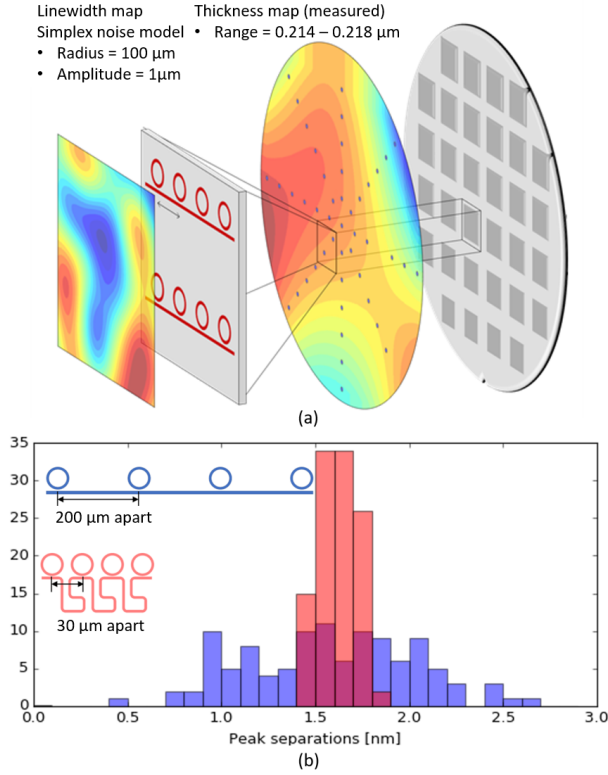 Linewidth map
Simplex noise model
• Radius = 100 µm
• Amplitude = 1µm
Thickness map (measured)
• Range = 0.214 – 0.218 µm
(a)
35
30
25
20
15
10
5
0
200 µm apart
30 µm apart
0.0 0.5 1.0 1.5 2.0 2.5 3.0
Peak separations [nm]
(b)